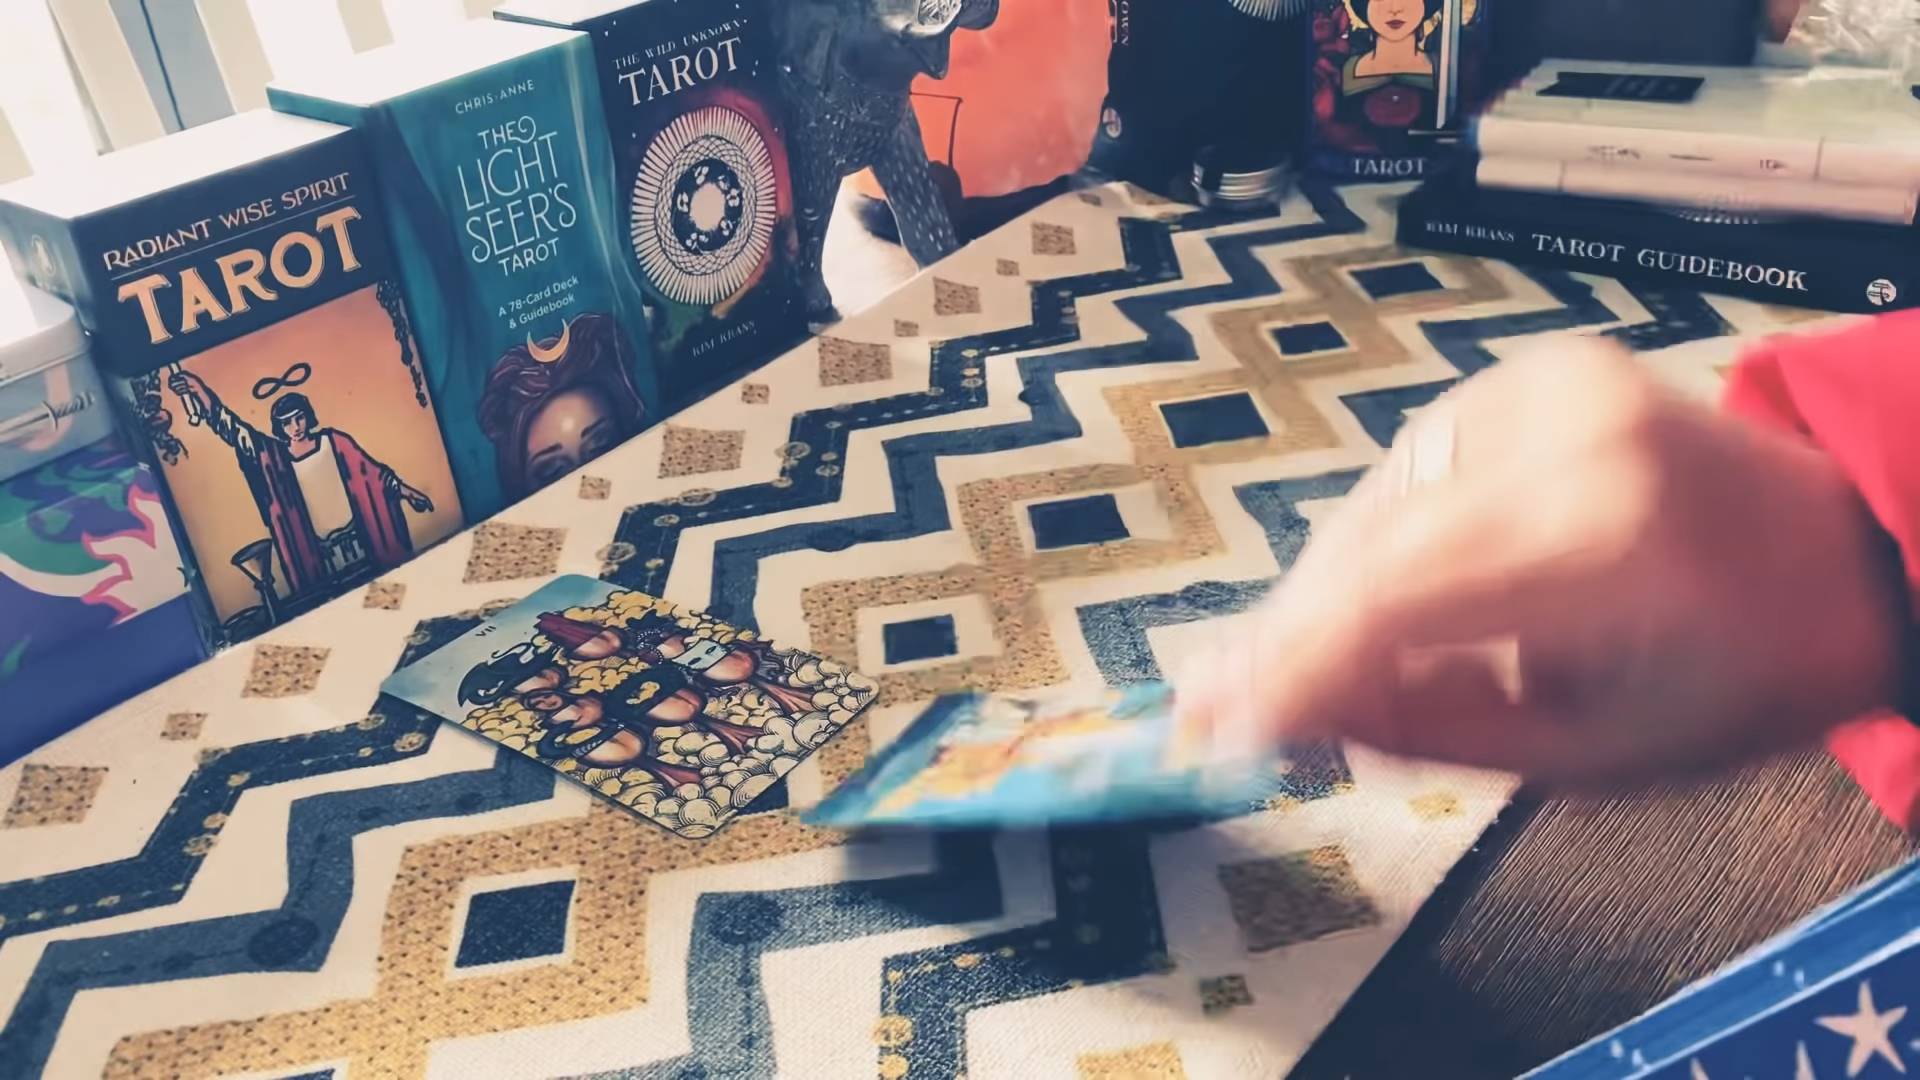 RADIANT WISE SPIRIT
TAROT
CHRIS-ANNE
THE
LIGHT
SEER'S
TAROT
A 78-Card Deck
& Guidebook
THE WILD UNKNOWN
TAROT
KIM KRANS
TAROT
KIM KRANS TAROT GUIDEBOOK
VII